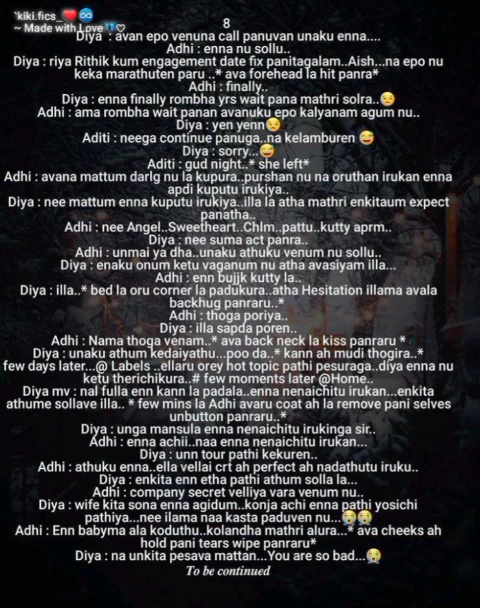 `kiki.fics_❤️♾️
~ Made with Love🩵♡
8
Diya : avan epo venuna call panuvan unaku enna....
Adhi : enna nu sollu..
Diya : riya Rithik kum engagement date fix panitagalam..Aish...na epo nu
keka marathuten paru ..* ava forehead la hit panra*
Adhi : finally..
Diya : enna finally rombha yrs wait pana mathri solra..😒
Adhi : ama rombha wait panan avanuku epo kalyanam agum nu..
Diya : yen yenn😒
Aditi : neega continue panuga..na kelamburen 😅
Diya : sorry...😅
Aditi : gud night..* she left*
Adhi : avana mattum darlg nu la kupura..purshan nu na oruthan irukan enna
apdi kuputu irukiya..
Diya : nee mattum enna kuputu irukiya..illa la atha mathri enkitaum expect
panatha..
Adhi : nee Angel..Sweetheart..Chlm..pattu..kutty aprm..
Diya : nee suma act panra..
Adhi : unmai ya dha..unaku athuku venum nu sollu..
Diya : enaku onum ketu vaganum nu atha avasiyam illa...
Adhi : enn bujjk kutty la..
Diya : illa..* bed la oru corner la padukura..atha Hesitation illama avala
backhug panraru..*
Adhi : thoga poriya..
Diya : illa sapda poren..
Adhi : Nama thoga venam..* ava back neck la kiss panraru *
Diya : unaku athum kedaiyathu...poo da..* kann ah mudi thogira..*
few days later...@ Labels ..ellaru orey hot topic pathi pesuraga..diya enna nu
ketu therichikura..# few moments later @Home..
Diya mv : nal fulla enn kann la padala..enna nenaichitu irukan...enkita
athume sollave illa.. * few mins la Adhi avaru coat ah la remove pani selves
unbutton panraru..*
Diya : unga mansula enna nenaichitu irukinga sir..
Adhi : enna achii..naa enna nenaichitu irukan...
Diya : unn tour pathi kekuren..
Adhi : athuku enna..ella vellai crt ah perfect ah nadathutu iruku..
Diya : enkita enn etha pathi athum solla la...
Adhi : company secret velliya vara venum nu..
Diya : wife kita sona enna agidum..konja achi enna pathi yosichi
pathiya...nee ilama naa kasta paduven nu...😭😭
Adhi : Enn babyma ala koduthu..kolandha mathri alura...* ava cheeks ah
hold pani tears wipe panraru*
Diya : na unkita pesava mattan...You are so bad...😭
To be continued